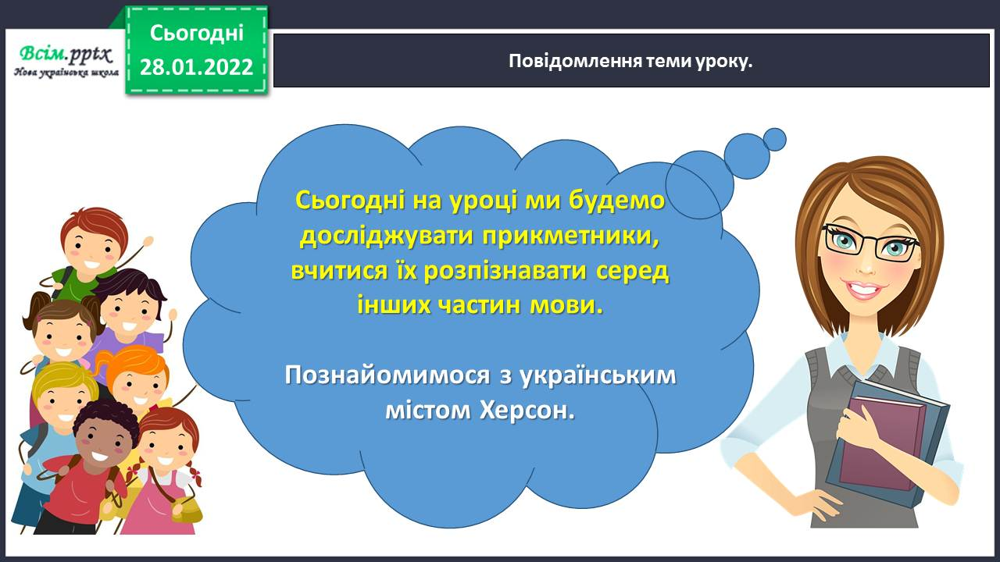 Всім.pptx
Нова українська школа
Сьогодні
28.01.2022
Повідомлення теми уроку.
Сьогодні на уроці ми будемо
досліджувати прикметники,
вчитися їх розпізнавати серед
інших частин мови.
Познайомимося з українським
містом Херсон.